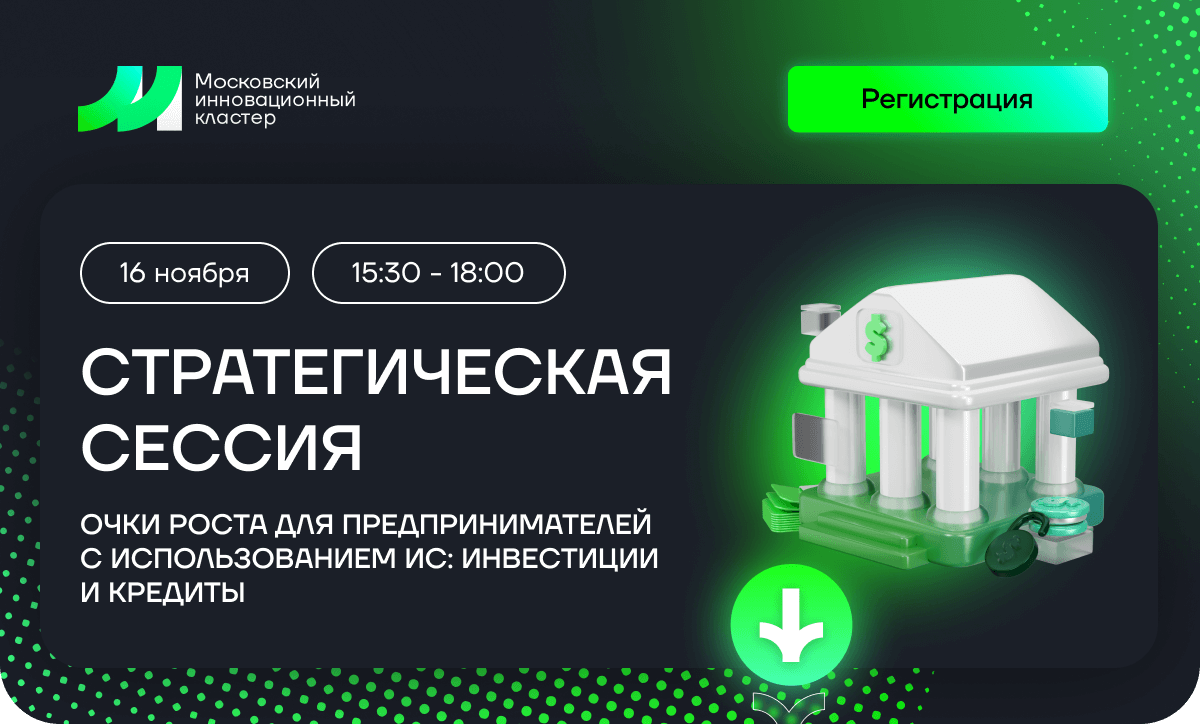 Московский
инновационный
кластер
Регистрация
16 ноября
15:30 - 18:00
СТРАТЕГИЧЕСКАЯ
СЕССИЯ
ОЧКИ РОСТА ДЛЯ ПРЕДПРИНИМАТЕЛЕЙ
С ИСПОЛЬЗОВАНИЕМ ИС: ИНВЕСТИЦИИ
И КРЕДИТЫ
$